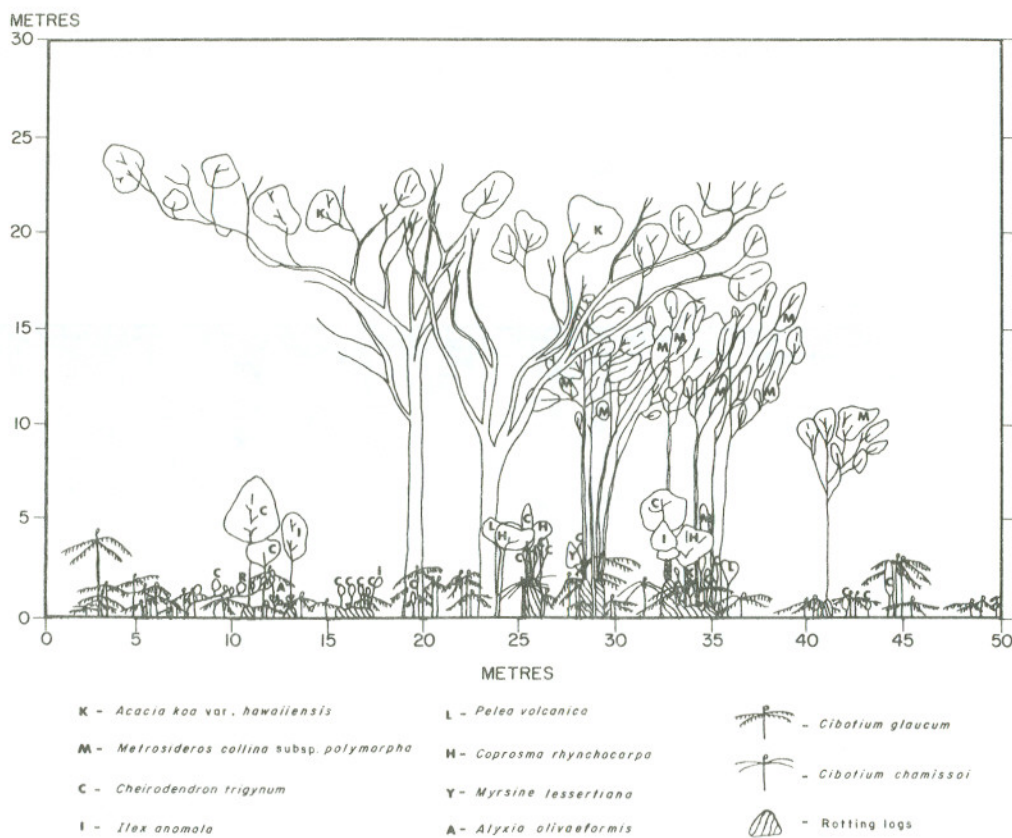 METRES
30
25
20
15
10
5
0
K
K
M
M
M
M
M
M
M
M
C
C
I
C
I
L
H
C
H
C
C
C
Y
C
I
M
H
L
C
R
C C C C
I
C
C C C
0 5 10 15 20 25 30 35 40 45 50
METRES
K - Acacia koa var. hawaiiensis
M - Metrosideros collina subsp. polymorpha
C - Cheirodendron trigynum
I - Ilex anomala
L - Pelea volcanica
H - Coprosma rhynchocarpa
Y - Myrsine lessertiana
A - Alyxia olivaeformis
- Cibotium glaucum
- Cibotium chamissoi
- Rotting logs